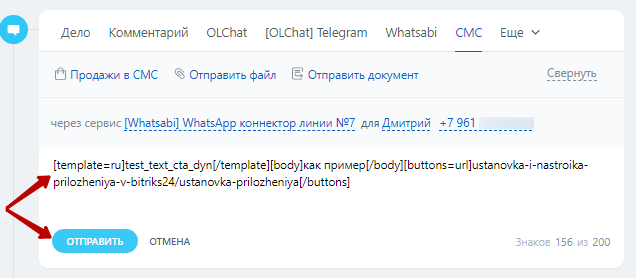 Дело Комментарий OLChat [OLChat] Telegram Whatsabi СМС Еще
Продажи в СМС Отправить файл Отправить документ Свернуть
через сервис [Whatsabi] WhatsApp коннектор линии №7 для Дмитрий +7 961
[template=ru]test_text_cta_dyn[/template][body]как пример[/body][buttons=url]ustanovka-i-nastroika-
prilozheniya-v-bitriks24/ustanovka-prilozheniya[/buttons]
ОТПРАВИТЬ ОТМЕНА Знаков 156 из 200